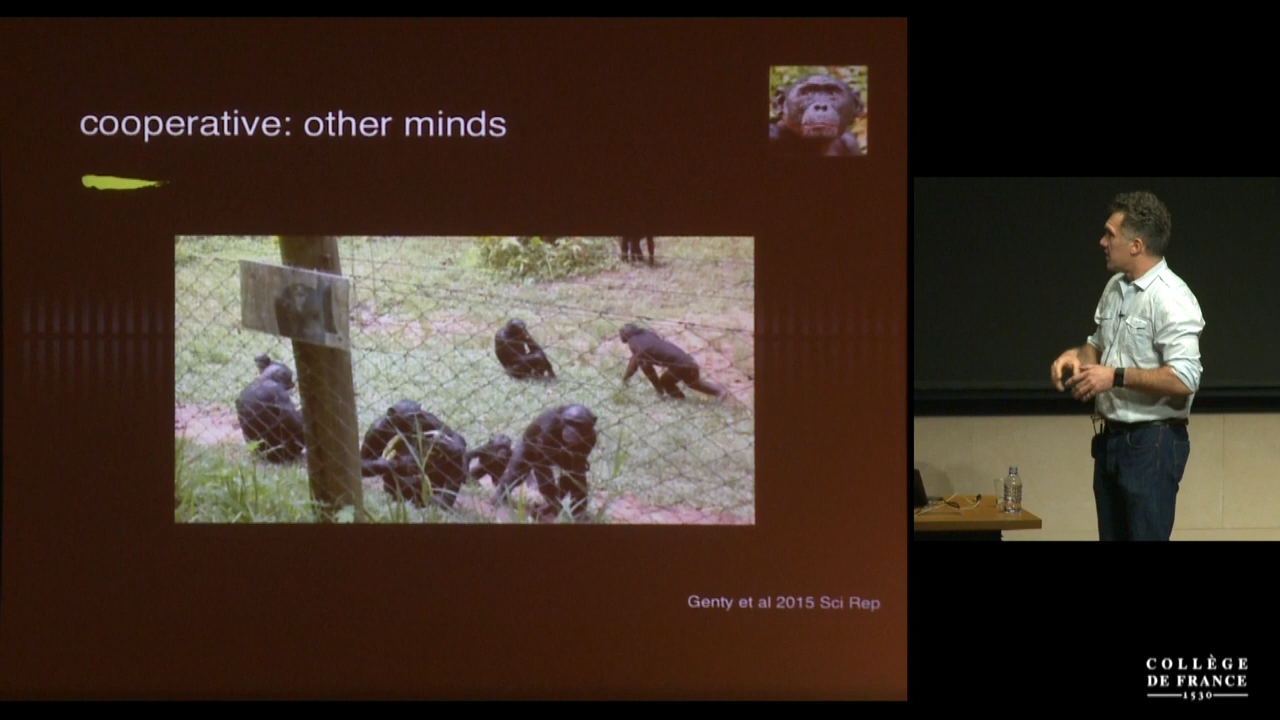 cooperative: other minds
Genty et al 2015 Sci Rep
COLLÈGE
DE FRANCE
1530